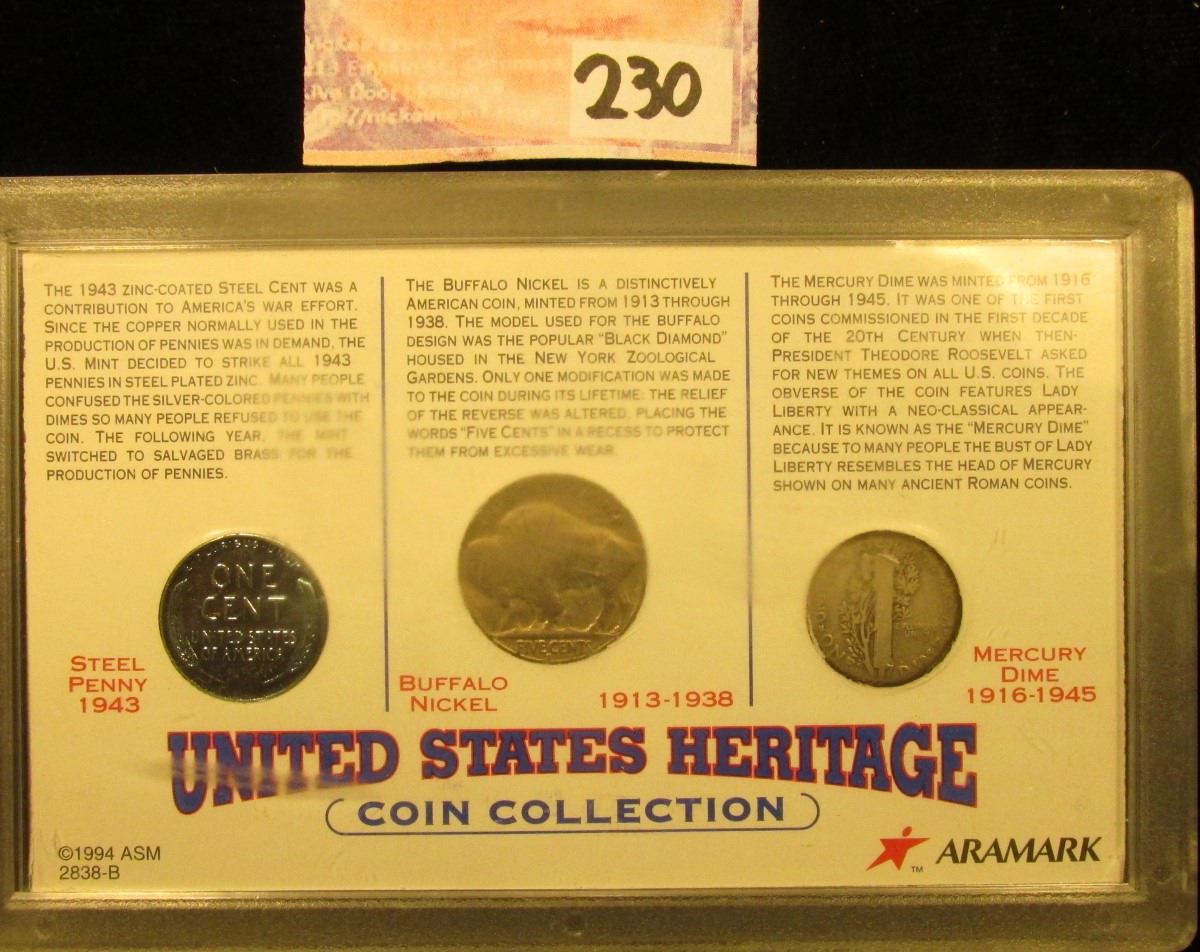 230
THE 1943 ZINC-COATED STEEL CENT WAS A
CONTRIBUTION TO AMERICA'S WAR EFFORT.
SINCE THE COPPER NORMALLY USED IN THE
PRODUCTION OF PENNIES WAS IN DEMAND, THE
U.S. MINT DECIDED TO STRIKE ALL 1943
PENNIES IN STEEL PLATED ZINC. MANY PEOPLE
CONFUSED THE SILVER-COLORED PENNIES WITH
DIMES SO MANY PEOPLE REFUSED TO USE THE
COIN. THE FOLLOWING YEAR, THE MINT
SWITCHED TO SALVAGED BRASS FOR THE
PRODUCTION OF PENNIES.
THE BUFFALO NICKEL IS A DISTINCTIVELY
AMERICAN COIN, MINTED FROM 1913 THROUGH
1938. THE MODEL USED FOR THE BUFFALO
DESIGN WAS THE POPULAR "BLACK DIAMOND"
HOUSED IN THE NEW YORK ZOOLOGICAL
GARDENS. ONLY ONE MODIFICATION WAS MADE
TO THE COIN DURING ITS LIFETIME: THE RELIEF
OF THE REVERSE WAS ALTERED, PLACING THE
WORDS "FIVE CENTS" IN A RECESS TO PROTECT
THEM FROM EXCESSIVE WEAR.
THE MERCURY DIME WAS MINTED FROM 1916
THROUGH 1945. IT WAS ONE OF THE FIRST
COINS COMMISSIONED IN THE FIRST DECADE
OF THE 20TH CENTURY WHEN THEN-
PRESIDENT THEODORE ROOSEVELT ASKED
FOR NEW THEMES ON ALL U.S. COINS. THE
OBVERSE OF THE COIN FEATURES LADY
LIBERTY WITH A NEO-CLASSICAL APPEAR-
ANCE. IT IS KNOWN AS THE "MERCURY DIME"
BECAUSE TO MANY PEOPLE THE BUST OF LADY
LIBERTY RESEMBLES THE HEAD OF MERCURY
SHOWN ON MANY ANCIENT ROMAN COINS.
ONE
CENT
UNITED STATES
OF AMERICA
FIVE CENTS
STEEL
PENNY
1943
BUFFALO
NICKEL
1913-1938
MERCURY
DIME
1916-1945
UNITED STATES HERITAGE
COIN COLLECTION
©1994 ASM
2838-B
ARAMARK
TM